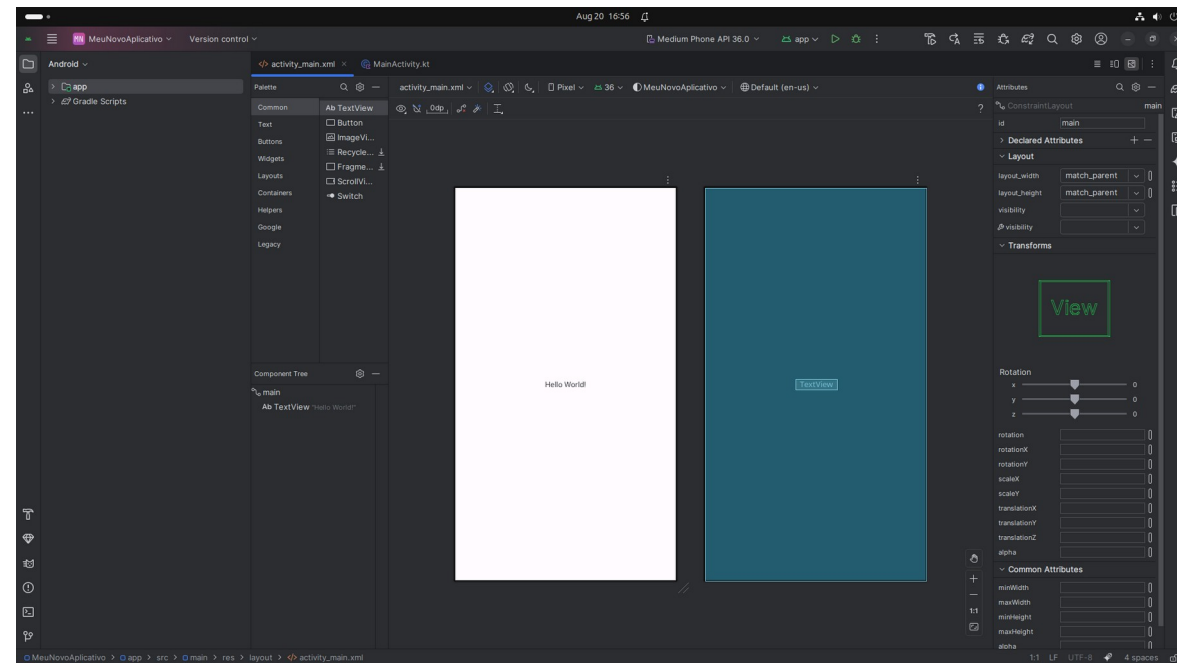 Aug 20 16:56
MN MeuNovoAplicativo Version control
Medium Phone API 36.0 app
Android
activity_main.xml MainActivity.kt
app
Gradle Scripts
Palette
Common
Text
Buttons
Widgets
Layouts
Containers
Helpers
Google
Legacy
Ab TextView
Button
ImageVi...
Recycle...
Fragme...
ScrollVi...
Switch
activity_main.xml Pixel 36 MeuNovoAplicativo Default (en-us)
0dp
?
Hello World!
TextView
Component Tree
main
Ab TextView "Hello World!"
1:1
Attributes
ConstraintLayout main
id main
Declared Attributes
Layout
layout_width match_parent
layout_height match_parent
visibility
visibility
Transforms
View
Rotation
x 0
y 0
z 0
rotation
rotationX
rotationY
scaleX
scaleY
translationX
translationY
translationZ
alpha
Common Attributes
minWidth
maxWidth
minHeight
maxHeight
alpha
MeuNovoAplicativo > app > src > main > res > layout > activity_main.xml
1:1 LF UTF-8 4 spaces